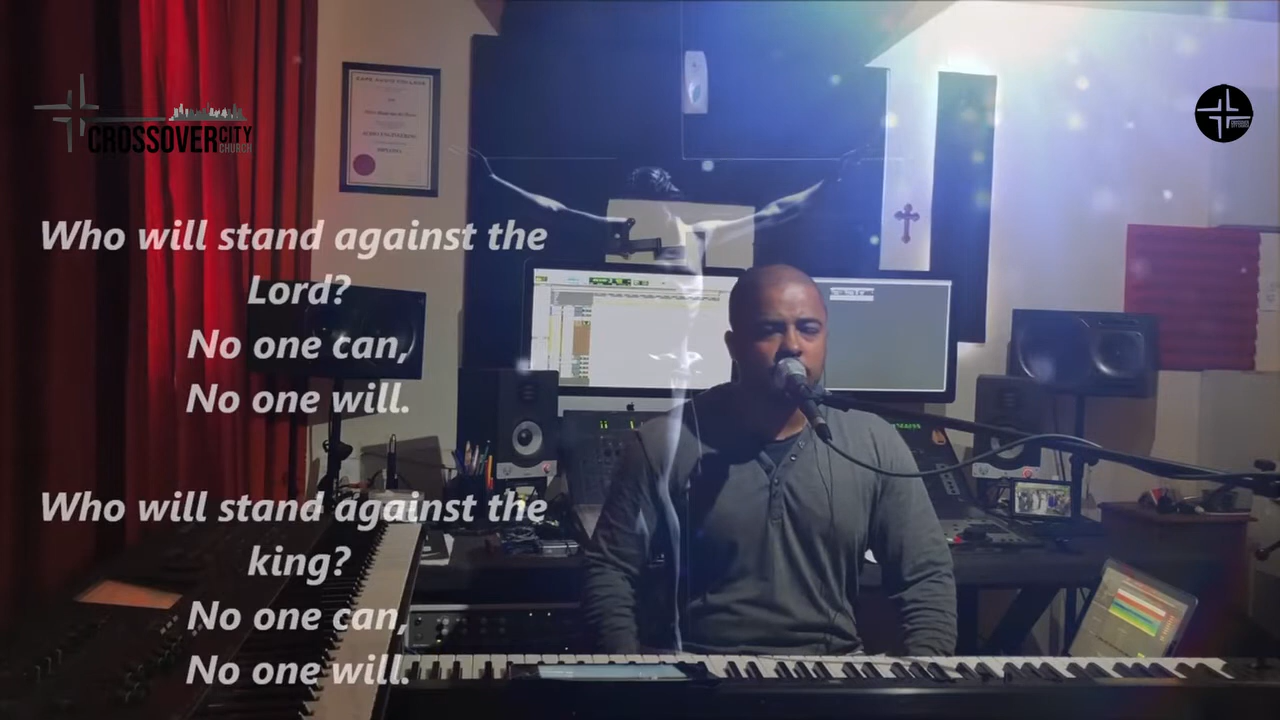 CROSSOVER CITY
CHURCH
Who will stand against the
Lord?
No one can,
No one will.
Who will stand against the
king?
No one can,
No one will.